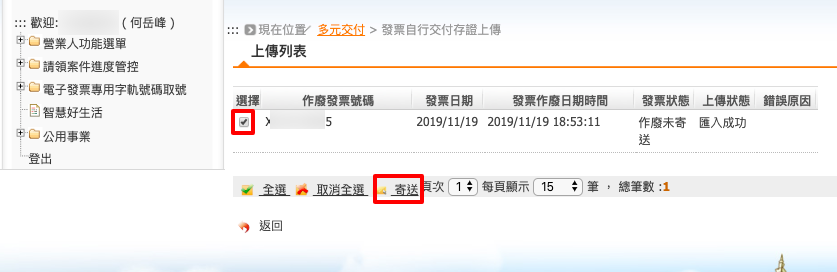 ::: 歡迎: (何岳峰)
營業人功能選單
請領案件進度管控
電子發票專用字軌號碼取號
智慧好生活
公用事業
登出
::: 現在位置/ 多元交付 > 發票自行交付存證上傳
上傳列表
選擇 作廢發票號碼 發票日期 發票作廢日期時間 發票狀態 上傳狀態 錯誤原因
X 5 2019/11/19 2019/11/19 18:53:11 作廢未寄送 匯入成功
全選 取消全選 寄送 頁次 1 每頁顯示 15 筆 , 總筆數 :1
返回